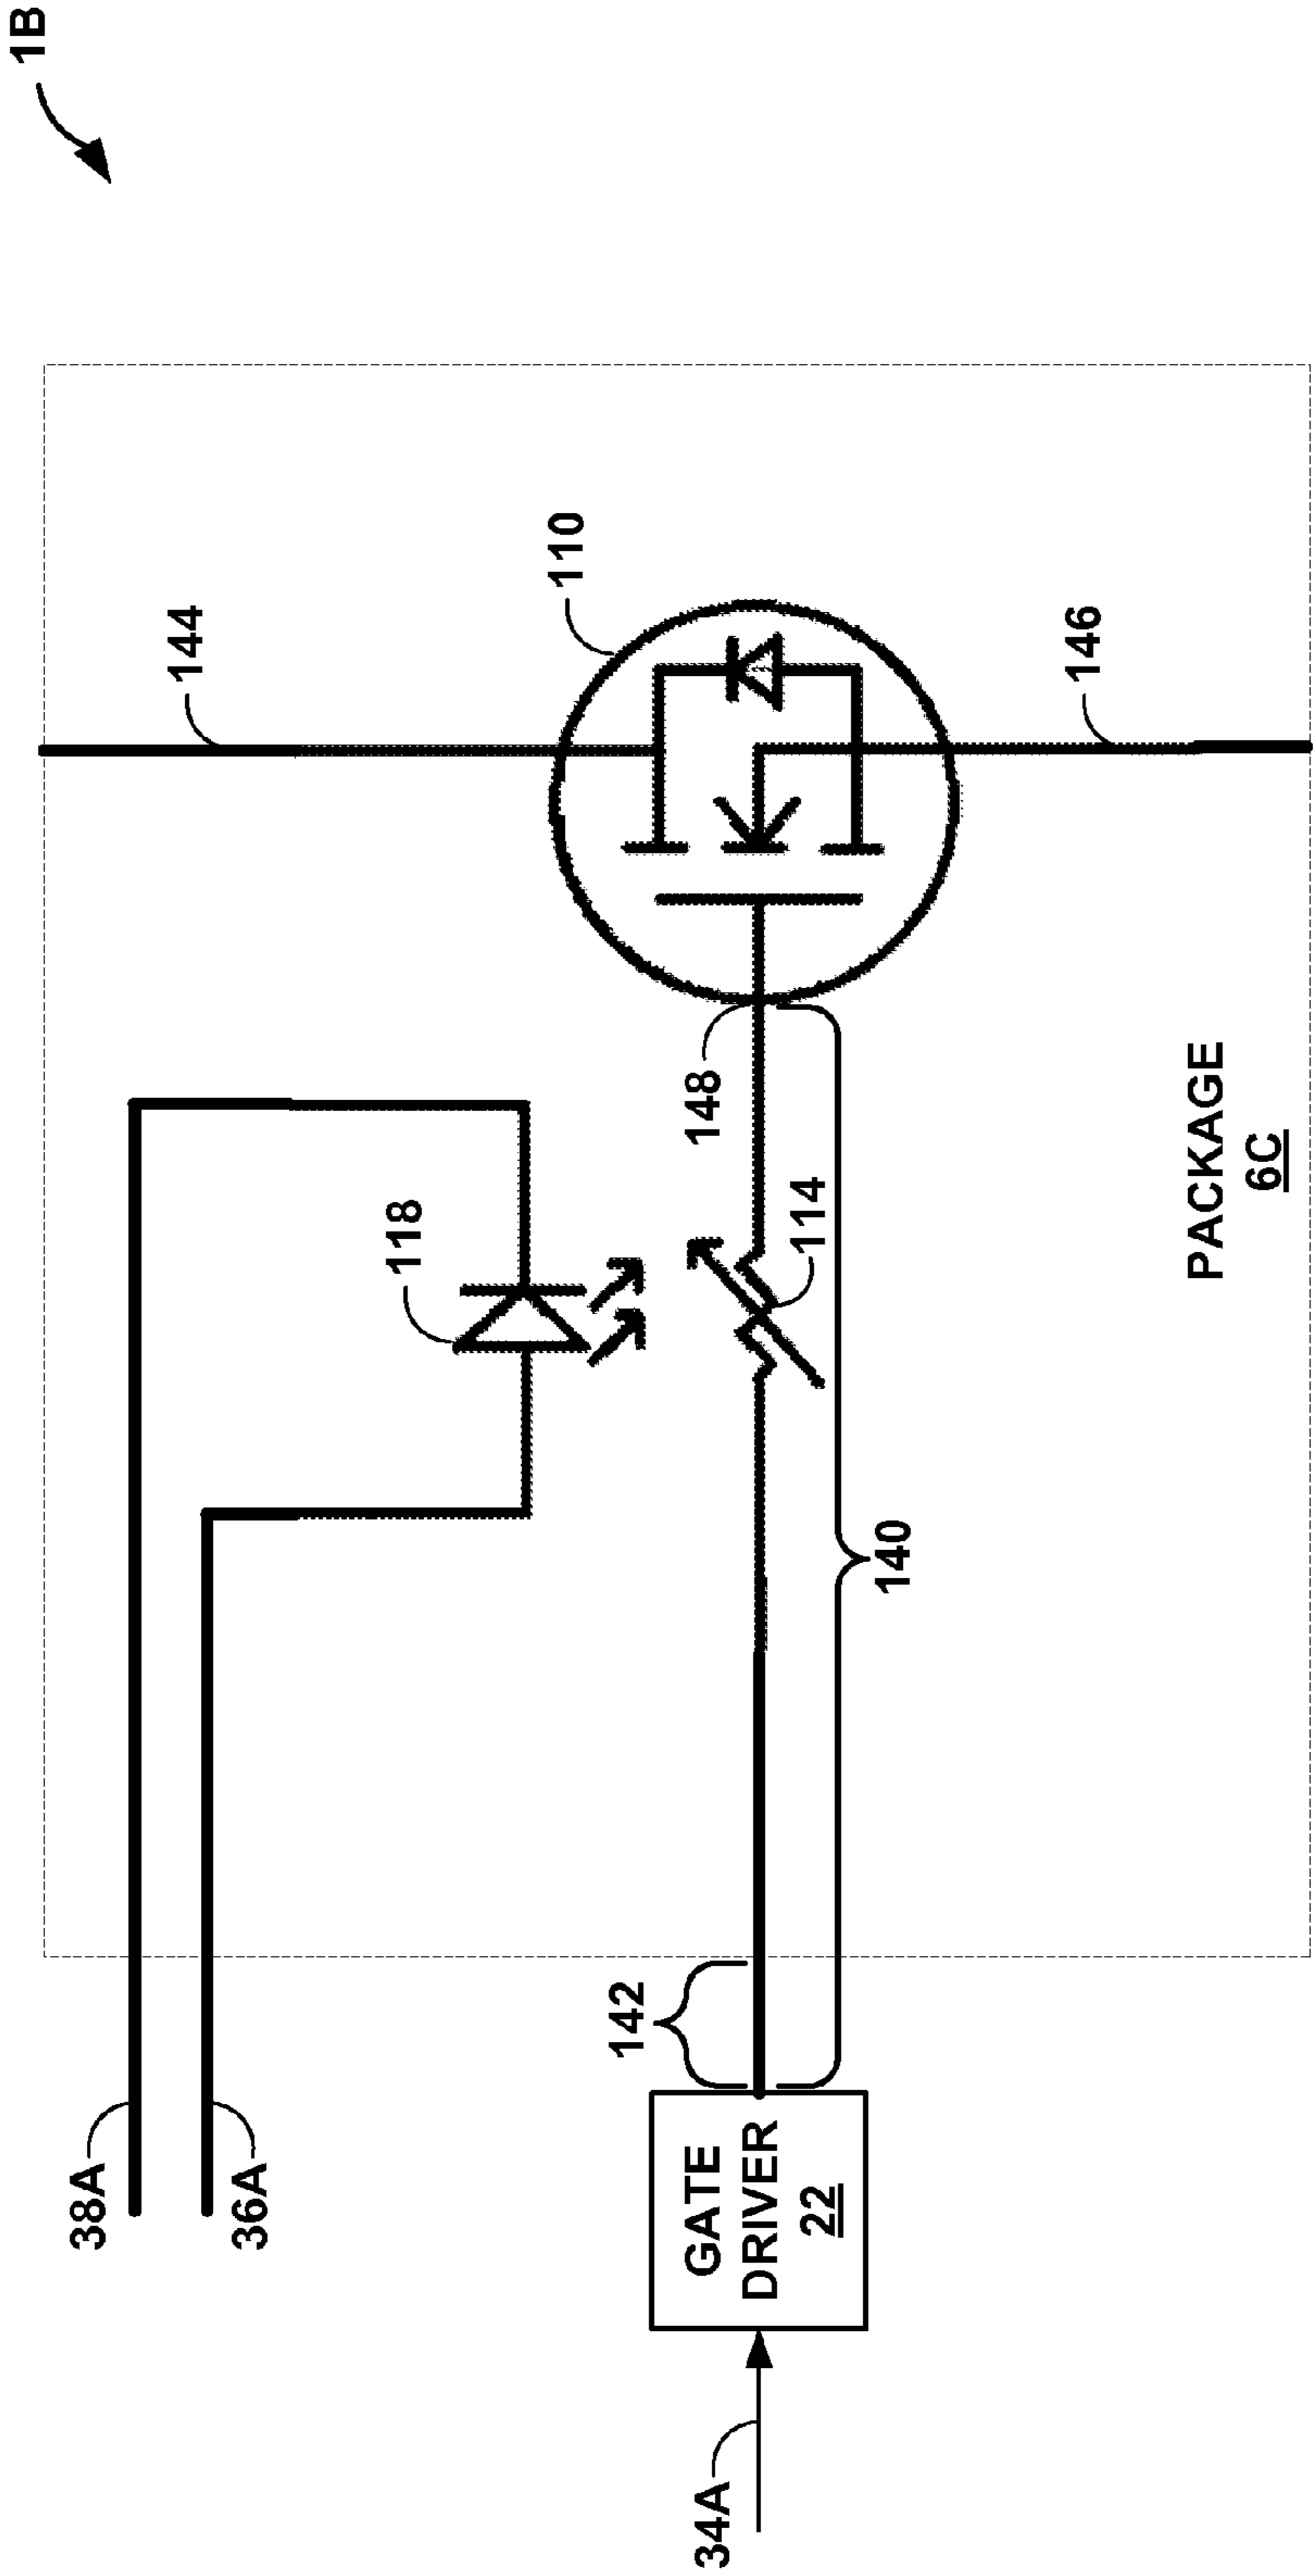 1B
38A
36A
118
144
110
142
148
114
146
GATE
DRIVER
22
34A
140
PACKAGE
6C